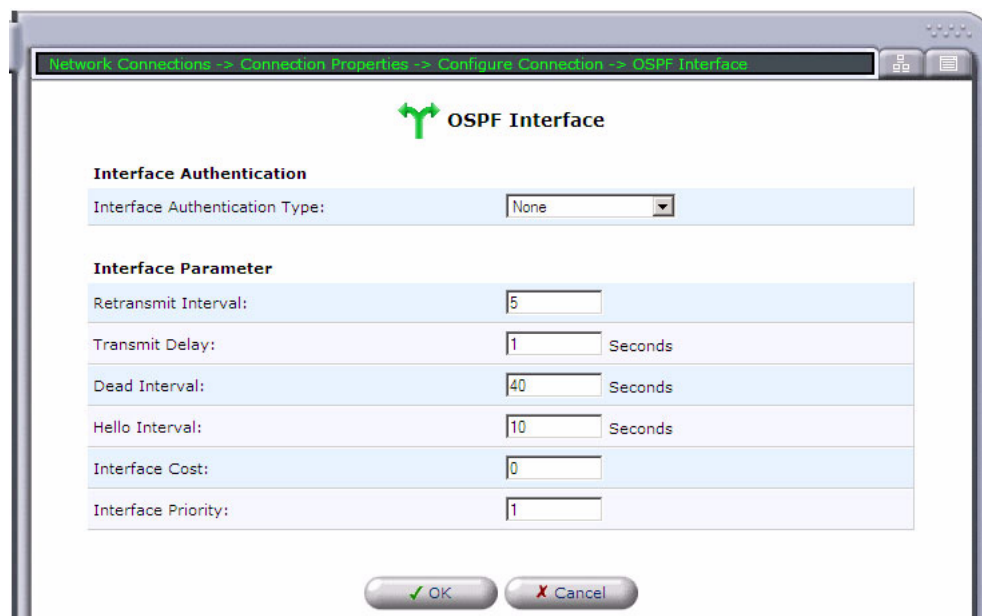 Network Connections -> Connection Properties -> Configure Connection -> OSPF Interface
OSPF Interface
Interface Authentication
Interface Authentication Type: None
Interface Parameter
Retransmit Interval: 5
Transmit Delay: 1 Seconds
Dead Interval: 40 Seconds
Hello Interval: 10 Seconds
Interface Cost: 0
Interface Priority: 1
OK Cancel